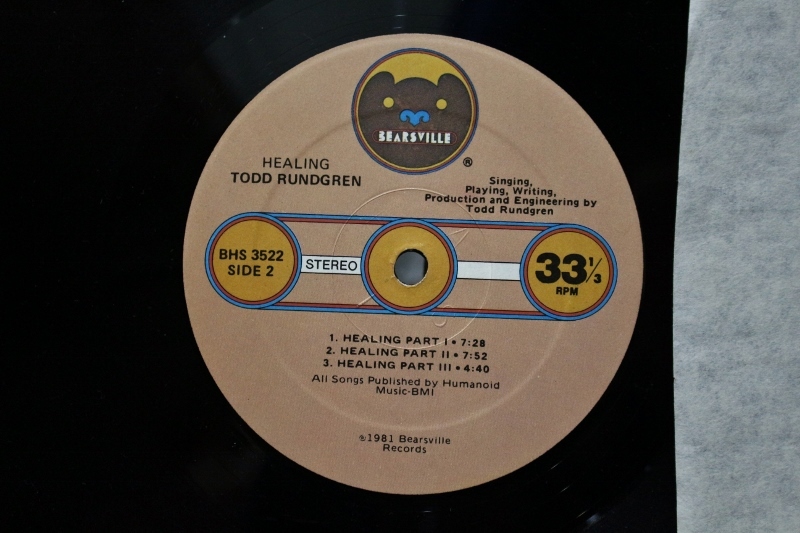 BEARSVILLE
®
HEALING
TODD RUNDGREN
Singing,
Playing, Writing,
Production and Engineering by
Todd Rundgren
BHS 3522
SIDE 2
STEREO
33 1/3
RPM
1. HEALING PART I • 7:28
2. HEALING PART II • 7:52
3. HEALING PART III • 4:40
All Songs Published by Humanoid
Music-BMI
℗1981 Bearsville
Records